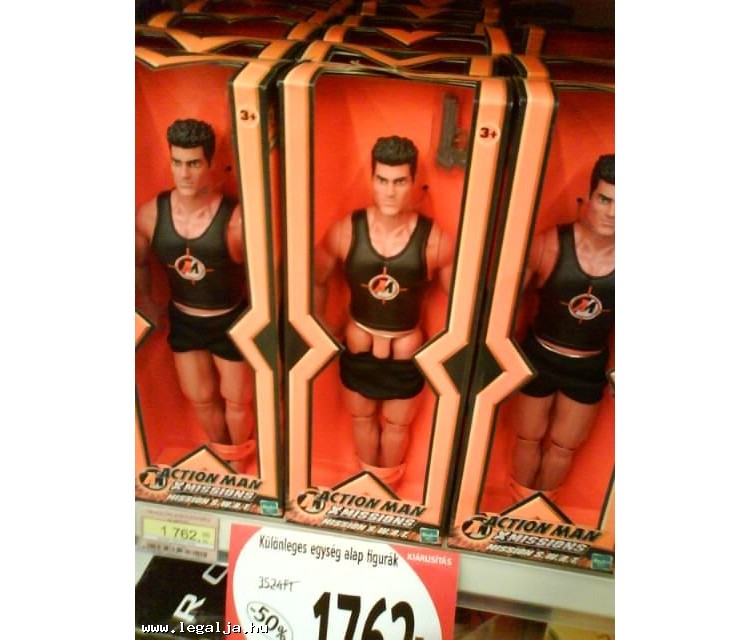 3+
3+
ACTION MAN
X MISSIONS
MISSION S.W.A.T.
ACTION MAN
X MISSIONS
MISSION S.W.A.T.
ACTION MAN
X MISSIONS
MISSION
1 762
Különleges egység alap figurák
KIÁRUSÍTÁS
3524FT
-50%
1762.-
www.legalja.hu